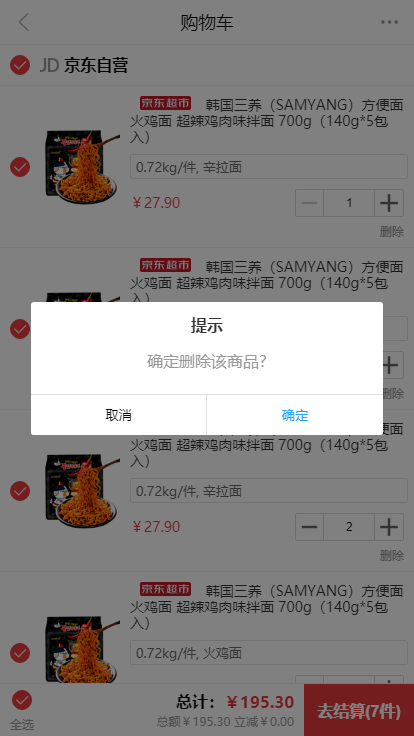 购物车
JD 京东自营
京东超市 韩国三养（SAMYANG）方便面
火鸡面 超辣鸡肉味拌面 700g（140g*5包
入）
0.72kg/件, 辛拉面
￥27.90
1
删除
京东超市 韩国三养（SAMYANG）方便面
火鸡面 超辣鸡肉味拌面 700g（140g*5包
入）
删除
提示
确定删除该商品?
取消
确定
火鸡面 超辣鸡肉味拌面 700g（140g*5包
入）
0.72kg/件, 辛拉面
￥27.90
2
删除
京东超市 韩国三养（SAMYANG）方便面
火鸡面 超辣鸡肉味拌面 700g（140g*5包
入）
0.72kg/件, 火鸡面
全选
总计：￥195.30
总额￥195.30 立减￥0.00
去结算(7件)